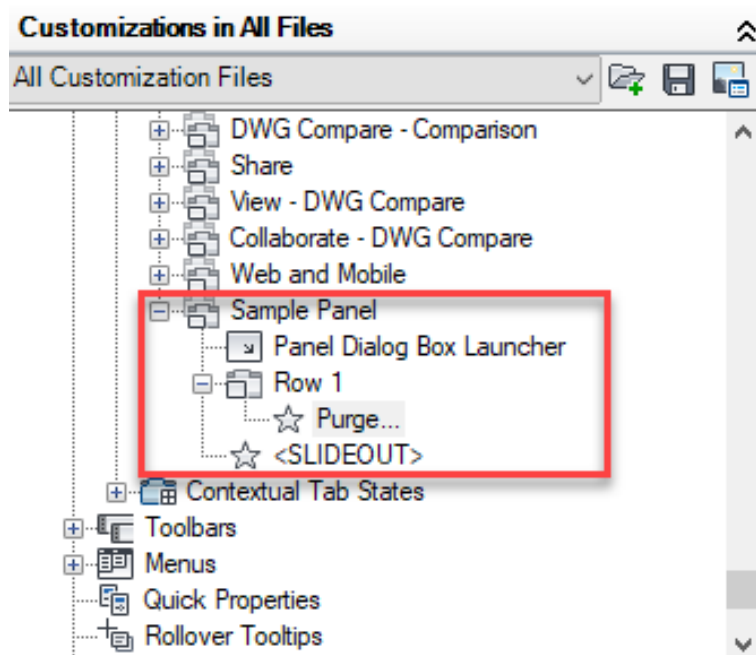 Customizations in All Files
All Customization Files
DWG Compare - Comparison
Share
View - DWG Compare
Collaborate - DWG Compare
Web and Mobile
Sample Panel
Panel Dialog Box Launcher
Row 1
Purge...
<SLIDEOUT>
Contextual Tab States
Toolbars
Menus
Quick Properties
Rollover Tooltips